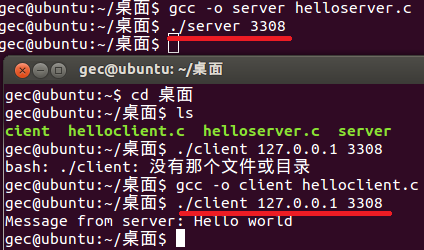 gec@ubuntu:~/桌面$ gcc -o server helloserver.c
gec@ubuntu:~/桌面$ ./server 3308
gec@ubuntu:~/桌面$
gec@ubuntu: ~/桌面
gec@ubuntu:~$ cd 桌面
gec@ubuntu:~/桌面$ ls
cient helloclient.c helloserver.c server
gec@ubuntu:~/桌面$ ./client 127.0.0.1 3308
bash: ./client: 没有那个文件或目录
gec@ubuntu:~/桌面$ gcc -o client helloclient.c
gec@ubuntu:~/桌面$ ./client 127.0.0.1 3308
Message from server: Hello world
gec@ubuntu:~/桌面$